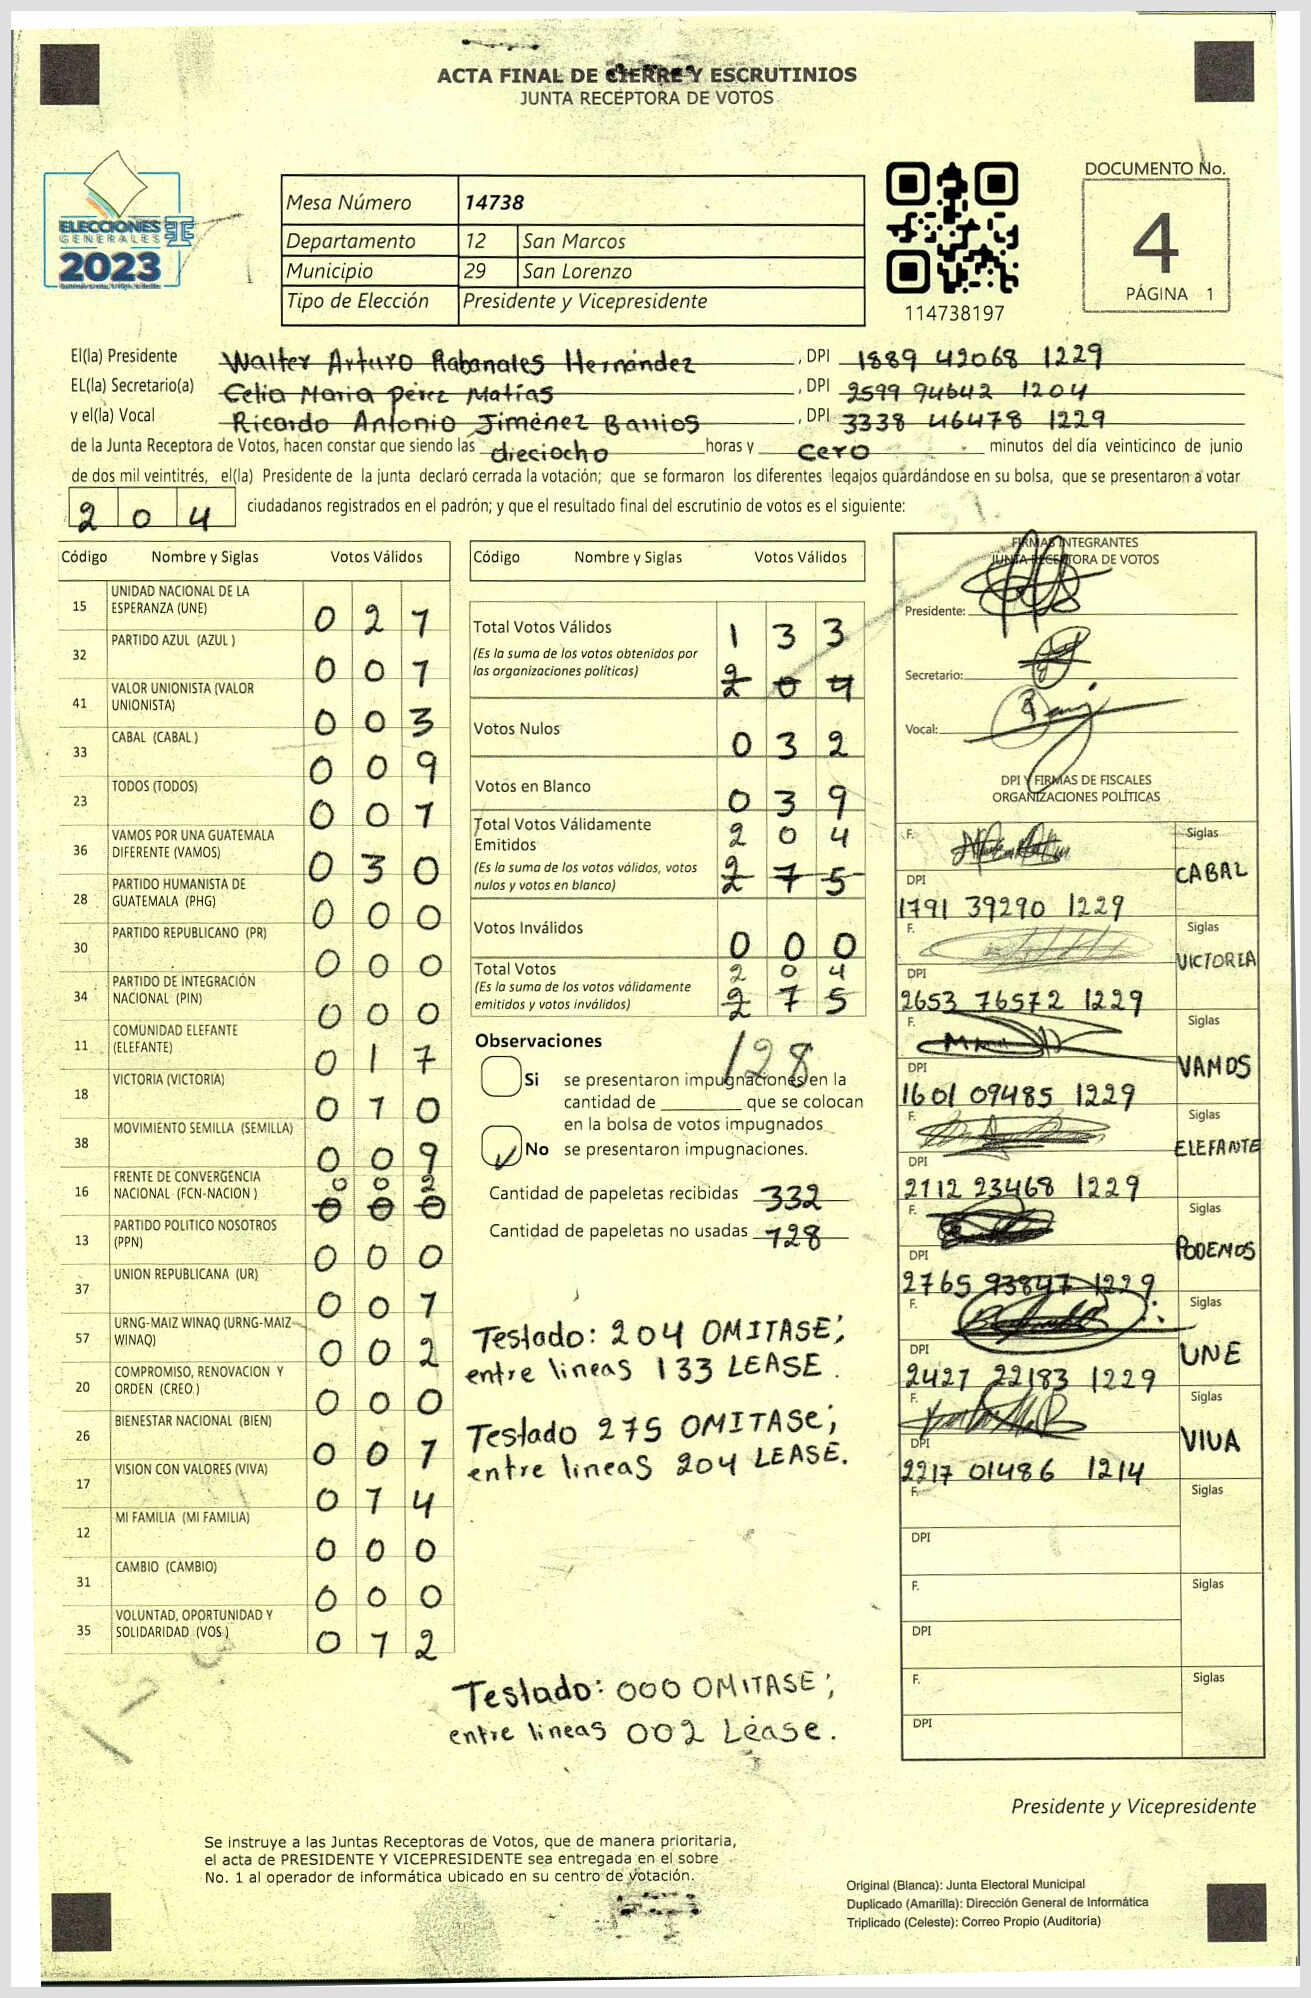 ACTA FINAL DE CIERRE Y ESCRUTINIOS
JUNTA RECEPTORA DE VOTOS
ELECCIONES
GENERALES
2023
Mesa Número 14738
Departamento 12 San Marcos
Municipio 29 San Lorenzo
Tipo de Elección Presidente y Vicepresidente
114738197
DOCUMENTO No.
4
PÁGINA 1
El(la) Presidente Walter Arturo Rabanales Hernández, DPI 1889 42068 1229
EL(la) Secretario(a) Celia Maria pérez Matías, DPI 2599 94642 1204
y el(la) Vocal Ricardo Antonio Jiménez Barrios, DPI 3338 46478 1229
de la Junta Receptora de Votos, hacen constar que siendo las dieciocho horas y cero minutos del día veinticinco de junio
de dos mil veintitrés, el(la) Presidente de la junta declaró cerrada la votación; que se formaron los diferentes legajos guardándose en su bolsa, que se presentaron a votar
204 ciudadanos registrados en el padrón; y que el resultado final del escrutinio de votos es el siguiente:
Código Nombre y Siglas Votos Válidos
15 UNIDAD NACIONAL DE LA
ESPERANZA (UNE) 0 2 7
32 PARTIDO AZUL (AZUL ) 0 0 1
41 VALOR UNIONISTA (VALOR
UNIONISTA) 0 0 3
33 CABAL (CABAL ) 0 0 9
23 TODOS (TODOS) 0 0 1
36 VAMOS POR UNA GUATEMALA
DIFERENTE (VAMOS) 0 3 0
28 PARTIDO HUMANISTA DE
GUATEMALA (PHG) 0 0 0
30 PARTIDO REPUBLICANO (PR) 0 0 0
34 PARTIDO DE INTEGRACIÓN
NACIONAL (PIN) 0 0 0
11 COMUNIDAD ELEFANTE
(ELEFANTE) 0 1 7
18 VICTORIA (VICTORIA) 0 1 0
38 MOVIMIENTO SEMILLA (SEMILLA) 0 0 9
16 FRENTE DE CONVERGENCIA
NACIONAL (FCN-NACION ) 0 0 2
0 0 0
13 PARTIDO POLITICO NOSOTROS
(PPN) 0 0 0
37 UNION REPUBLICANA (UR) 0 0 1
57 URNG-MAIZ WINAQ (URNG-MAIZ
WINAQ) 0 0 2
20 COMPROMISO, RENOVACION Y
ORDEN (CREO ) 0 0 0
26 BIENESTAR NACIONAL (BIEN) 0 0 1
17 VISION CON VALORES (VIVA) 0 1 4
12 MI FAMILIA (MI FAMILIA) 0 0 0
31 CAMBIO (CAMBIO) 0 0 0
35 VOLUNTAD, OPORTUNIDAD Y
SOLIDARIDAD (VOS ) 0 1 2
Código Nombre y Siglas Votos Válidos
Total Votos Válidos 1 3 3
(Es la suma de los votos obtenidos por
las organizaciones políticas) 2 0 4
Votos Nulos 0 3 2
Votos en Blanco 0 3 9
Total Votos Válidamente
Emitidos 2 0 4
(Es la suma de los votos válidos, votos
nulos y votos en blanco) 2 7 5
Votos Inválidos 0 0 0
Total Votos 2 0 4
(Es la suma de los votos válidamente
emitidos y votos inválidos) 2 7 5
Observaciones
128
Si se presentaron impugnaciones en la
cantidad de ________ que se colocan
en la bolsa de votos impugnados
No se presentaron impugnaciones.
Cantidad de papeletas recibidas 332
Cantidad de papeletas no usadas 128
Testado: 204 OMITASE;
entre lineas 133 LEASE.
Testado 275 OMITASE;
entre lineas 204 LEASE.
Testado: 000 OMITASE;
entre lineas 002 Léase.
FIRMAS INTEGRANTES
JUNTA RECEPTORA DE VOTOS
Presidente:
Secretario:
Vocal:
DPI Y FIRMAS DE FISCALES
ORGANIZACIONES POLÍTICAS
F. Siglas
CABAL
DPI
1791 39290 1229
F. Siglas
VICTORIA
DPI
2653 76572 1229
F. Siglas
VAMOS
DPI
1601 09485 1229
F. Siglas
ELEFANTE
DPI
2112 23468 1229
F. Siglas
PODEMOS
DPI
2765 93847 1229
F. Siglas
UNE
DPI
2427 22183 1229
F. Siglas
VIVA
DPI
2217 01486 1214
F. Siglas
DPI
F. Siglas
DPI
F. Siglas
DPI
Presidente y Vicepresidente
Se instruye a las Juntas Receptoras de Votos, que de manera prioritaria,
el acta de PRESIDENTE Y VICEPRESIDENTE sea entregada en el sobre
No. 1 al operador de informática ubicado en su centro de votación.
Original (Blanca): Junta Electoral Municipal
Duplicado (Amarilla): Dirección General de Informática
Triplicado (Celeste): Correo Propio (Auditoría)